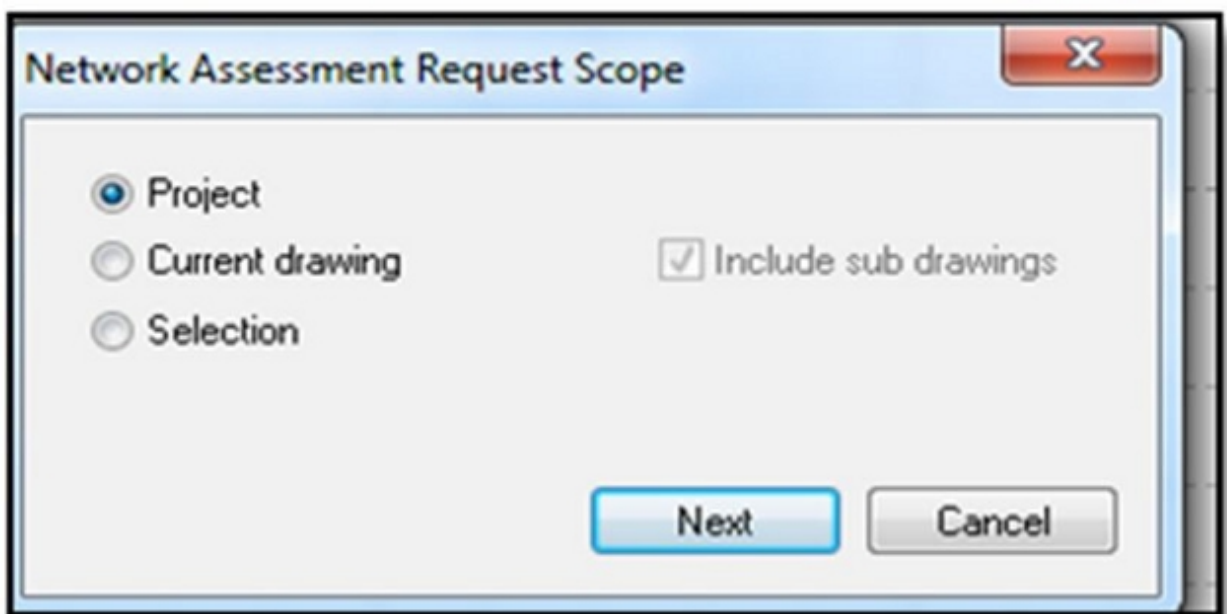 Network Assessment Request Scope
Project
Current drawing
Include sub drawings
Selection
Next
Cancel